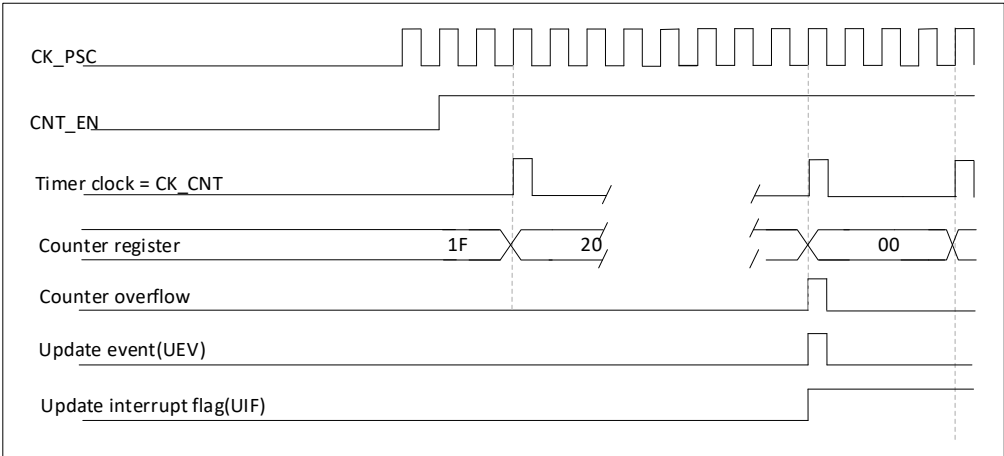 CK_PSC
CNT_EN
Timer clock = CK_CNT
Counter register 1F 20 00
Counter overflow
Update event(UEV)
Update interrupt flag(UIF)